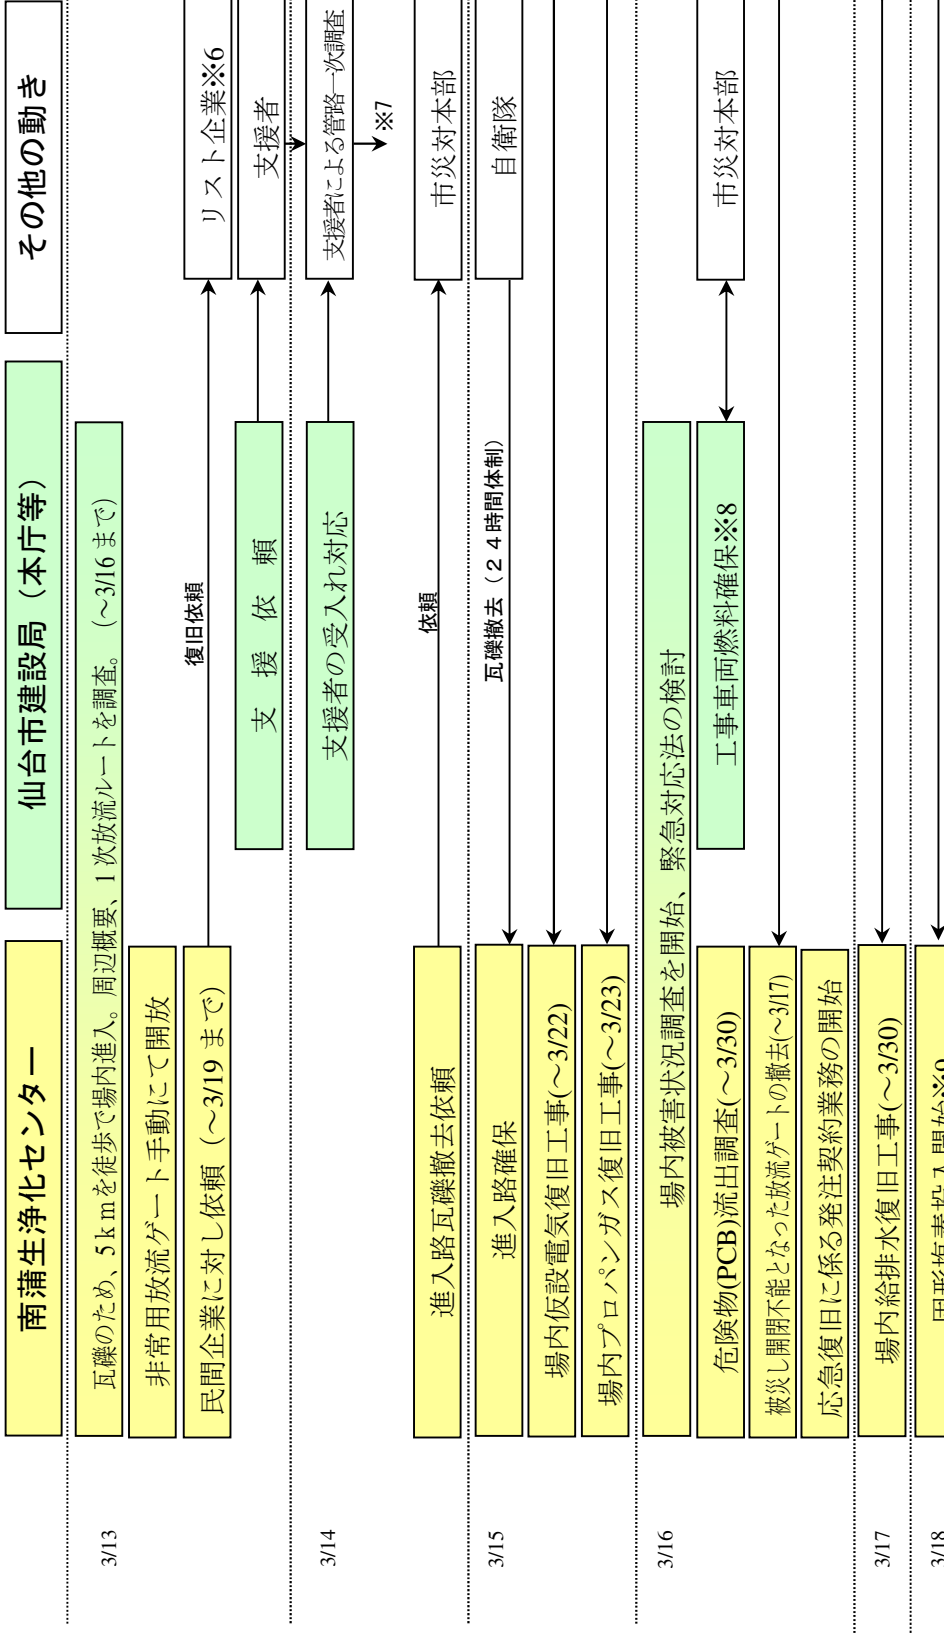 南蒲生浄化センター
仙台市建設局（本庁等）
その他の動き
3/13
瓦礫のため、5kmを徒歩で場内進入。周辺概要、1次放流ルートを調査。（～3/16まで）
非常用放流ゲート手動にて開放
民間企業に対し依頼（～3/19まで）
復旧依頼
リスト企業※6
支援依頼
支援者
3/14
支援者の受入れ対応
支援者による管路一次調査
※7
進入路瓦礫撤去依頼
依頼
市災対本部
3/15
進入路確保
瓦礫撤去（２４時間体制）
自衛隊
場内仮設電気復旧工事(～3/22)
場内プロパンガス復旧工事(～3/23)
3/16
場内被害状況調査を開始、緊急対応法の検討
危険物(PCB)流出調査(～3/30)
工事車両燃料確保※8
市災対本部
被災し開閉不能となった放流ゲートの撤去(～3/17)
応急復旧に係る発注契約業務の開始
3/17
場内給排水復旧工事(～3/30)
3/18
固形塩素投入開始※9